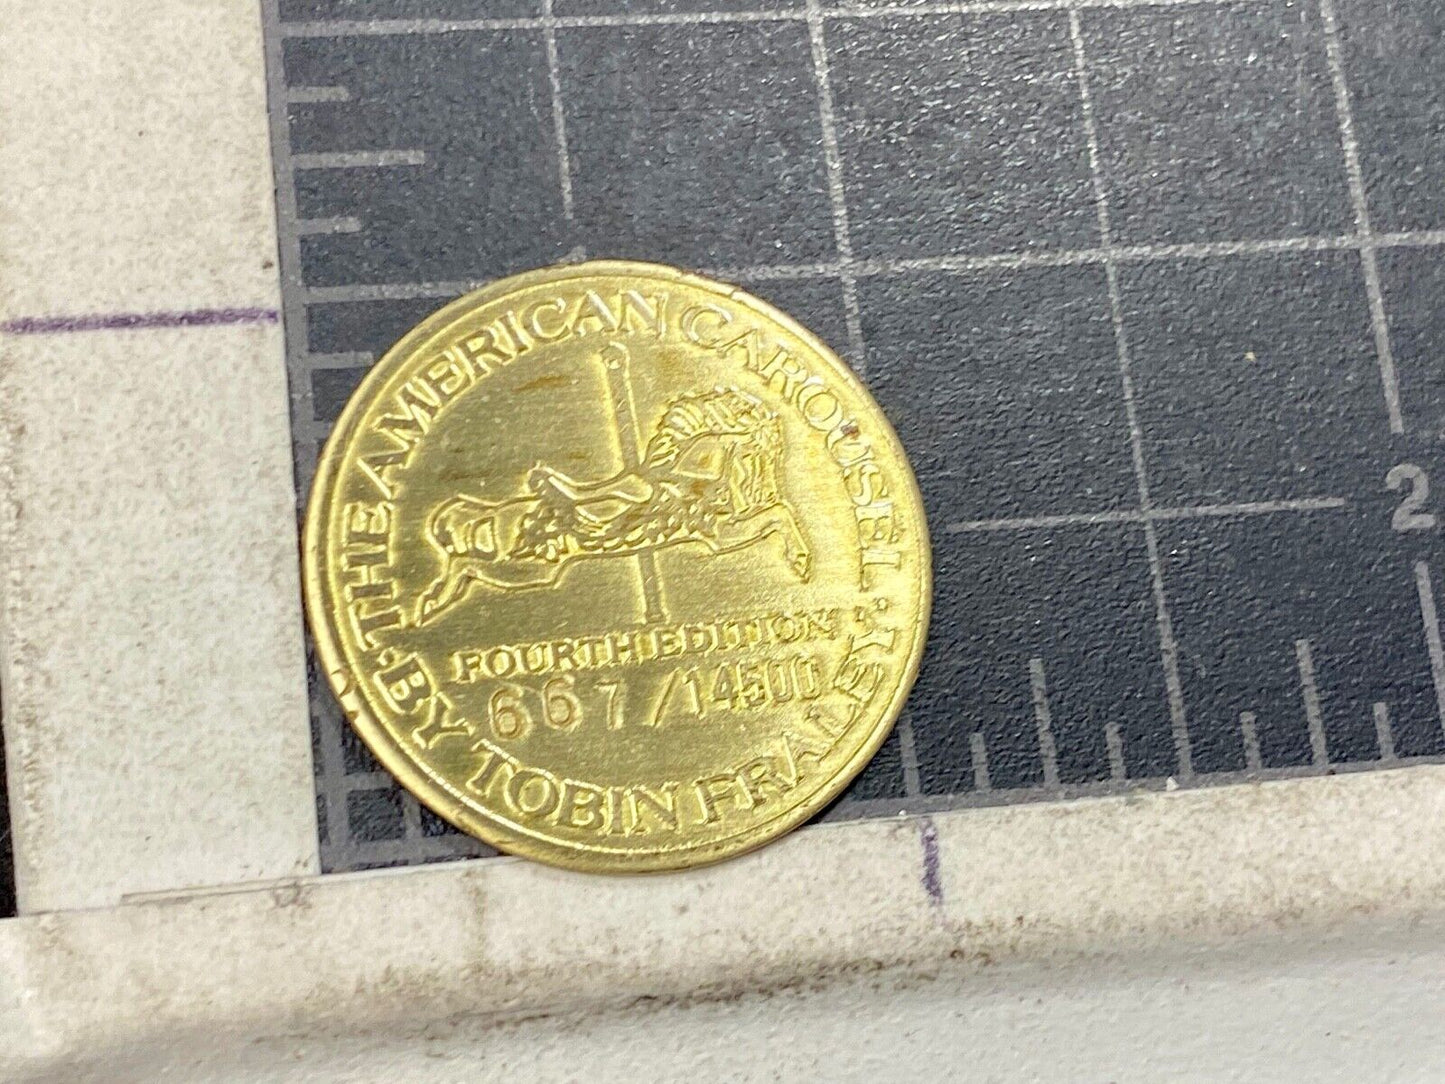 THE AMERICAN CAROUSEL
FOURTH EDITION
667/14500
BY TOBIN FRALEY
2